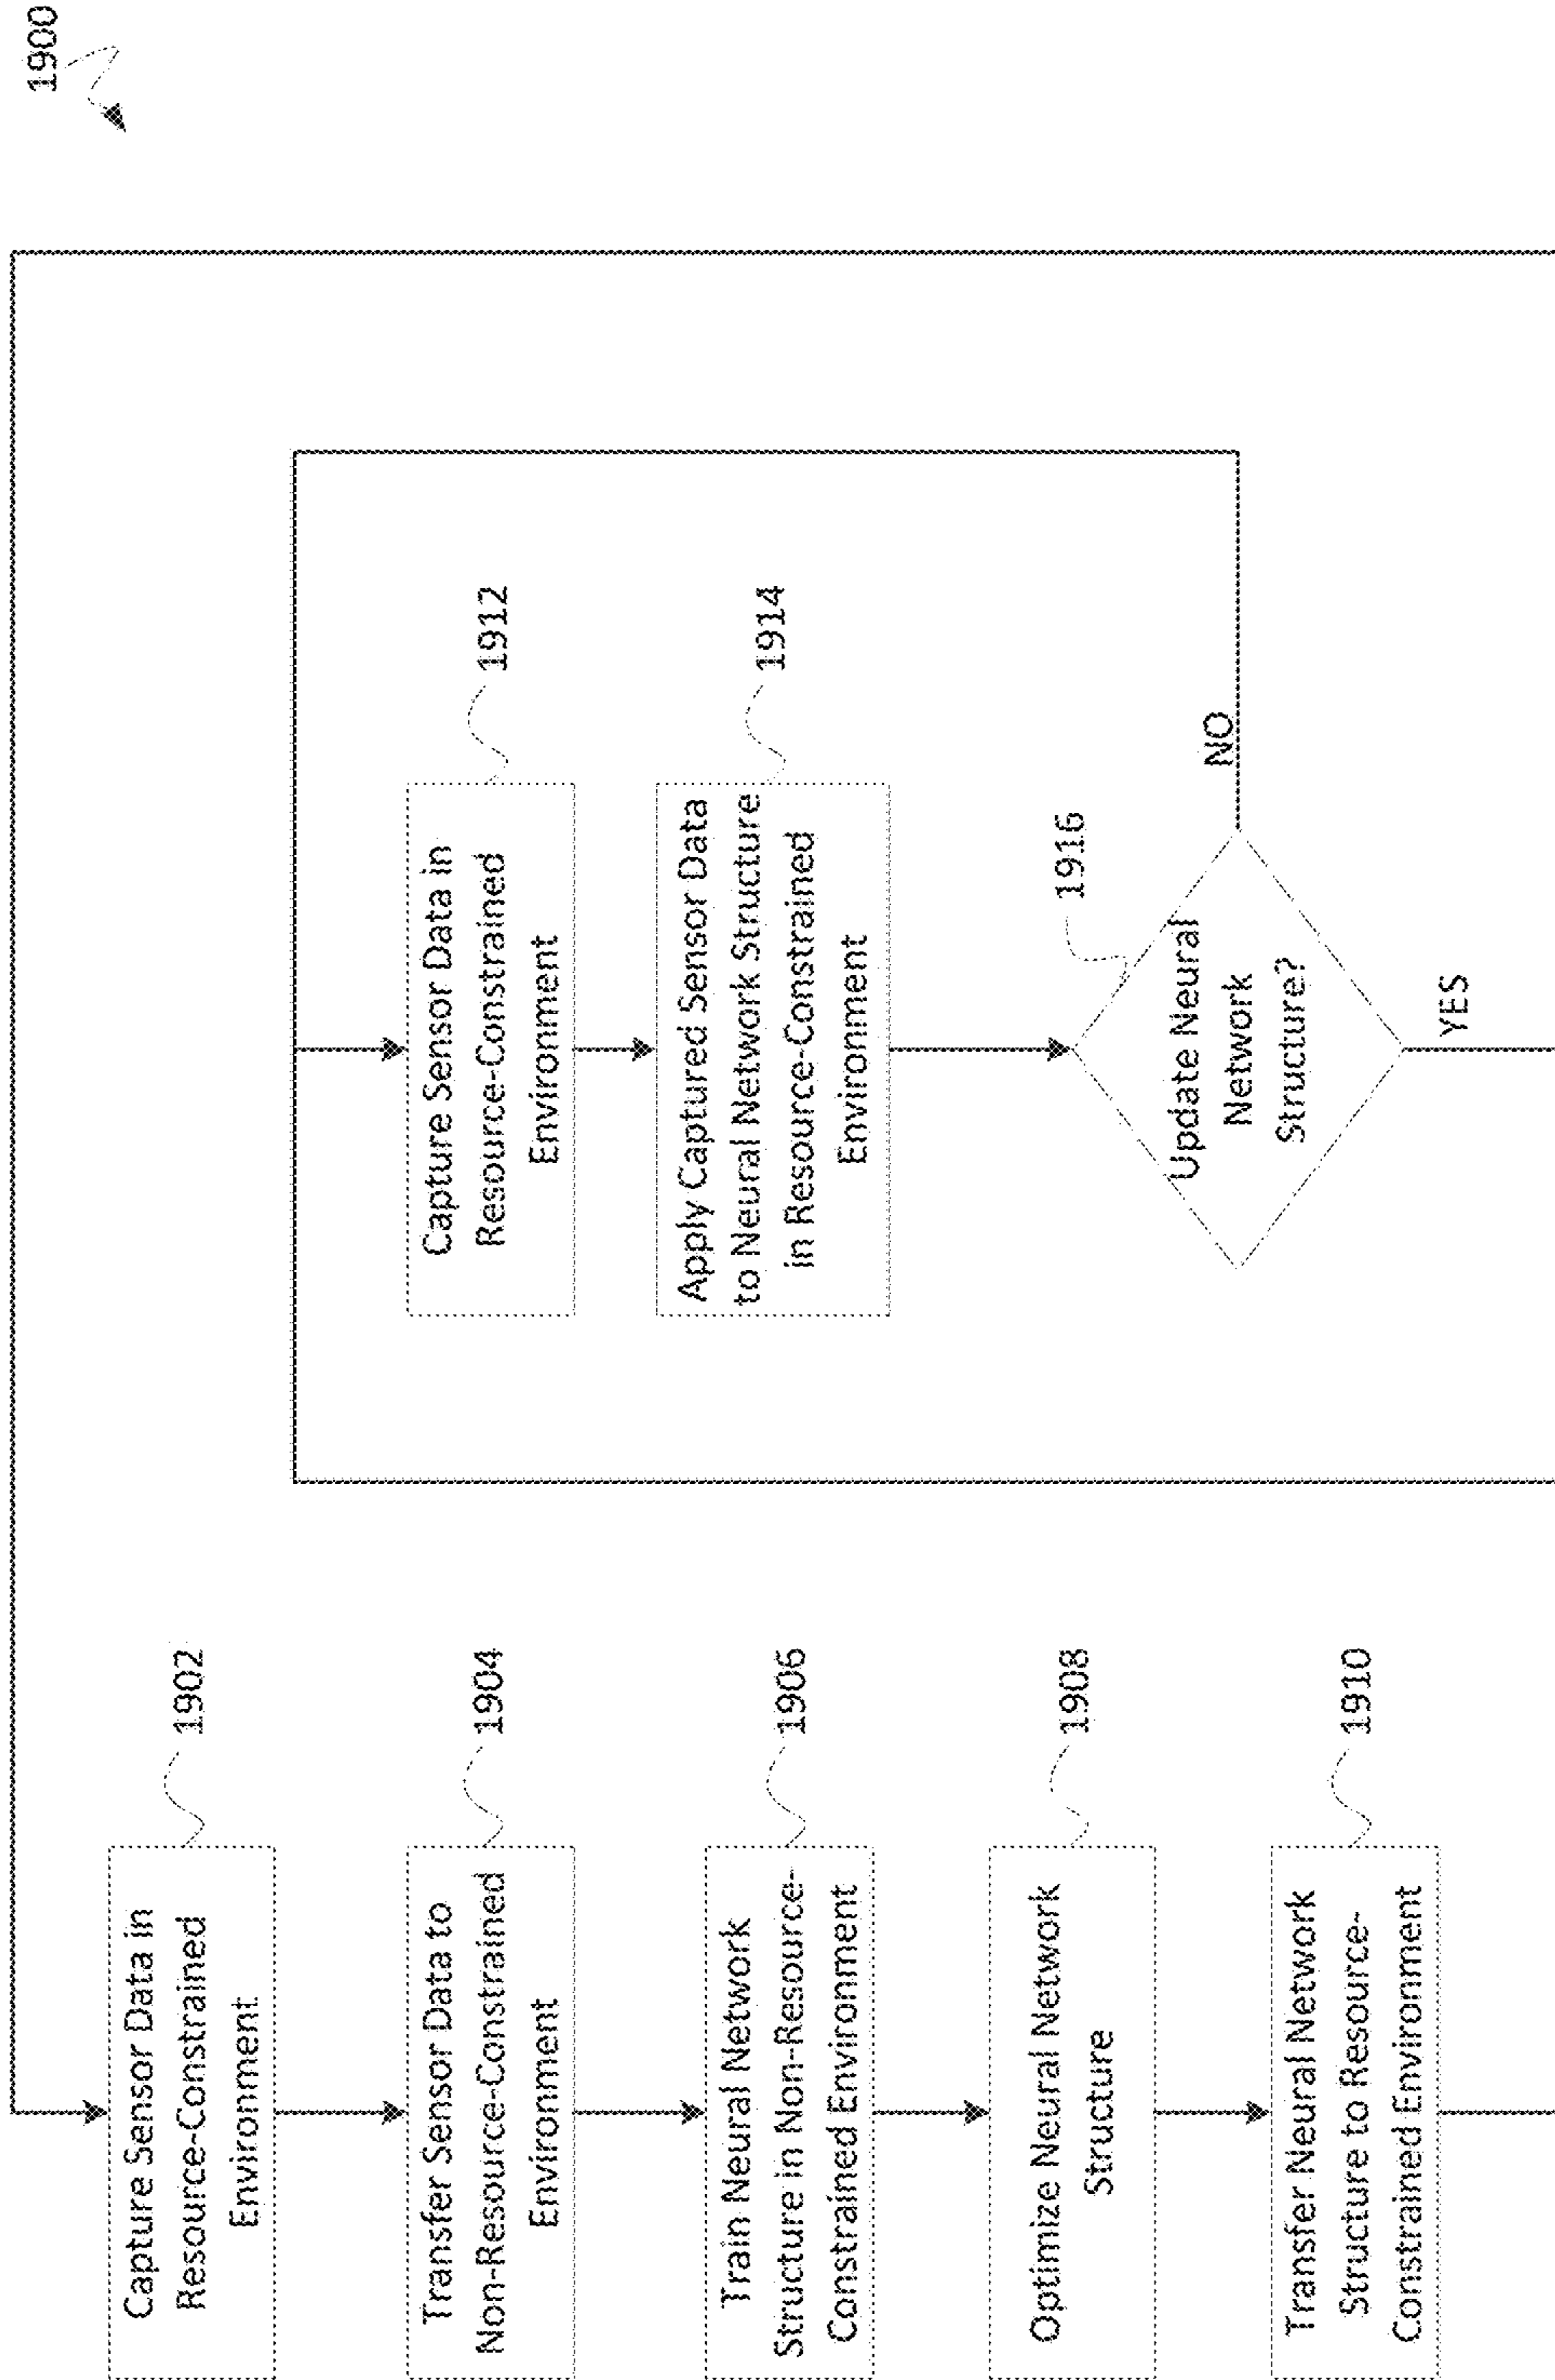 1900
Capture Sensor Data in
Resource-Constrained
Environment
1902
Transfer Sensor Data to
Non-Resource-Constrained
Environment
1904
Train Neural Network
Structure in Non-Resource-
Constrained Environment
1906
Optimize Neural Network
Structure
1908
Transfer Neural Network
Structure to Resource-
Constrained Environment
1910
Capture Sensor Data in
Resource-Constrained
Environment
1912
Apply Captured Sensor Data
to Neural Network Structure
in Resource-Constrained
Environment
1914
Update Neural
Network
Structure?
1916
NO
YES